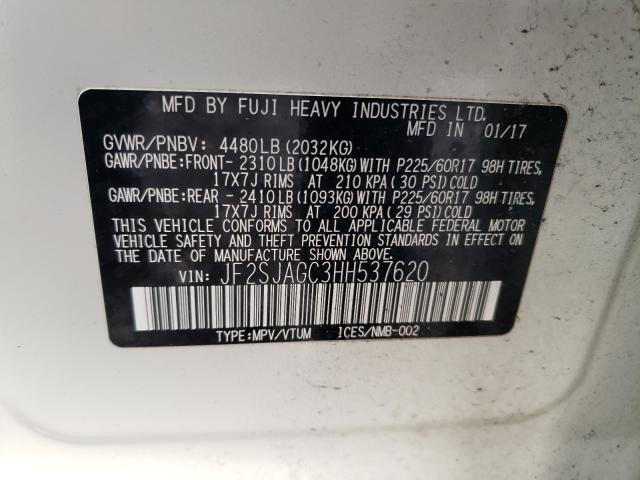 MFD BY FUJI HEAVY INDUSTRIES LTD.
MFD IN 01/17
GVWR/PNBV: 4480LB(2032KG)
GAWR/PNBE:FRONT- 2310LB(1048KG)WITH P225/60R17 98H TIRES,
17X7J RIMS AT 210 KPA(30 PSI)COLD
GAWR/PNBE:REAR - 2410LB(1093KG)WITH P225/60R17 98H TIRES,
17X7J RIMS AT 200 KPA(29 PSI)COLD
THIS VEHICLE CONFORMS TO ALL APPLICABLE FEDERAL MOTOR
VEHICLE SAFETY AND THEFT PREVENTION STANDARDS IN EFFECT
ON THE DATE OF MANUFACTURE SHOWN ABOVE.
VIN: JF2SJAGC3HH537620
TYPE:MPV/VTUM ICES/NMB-002